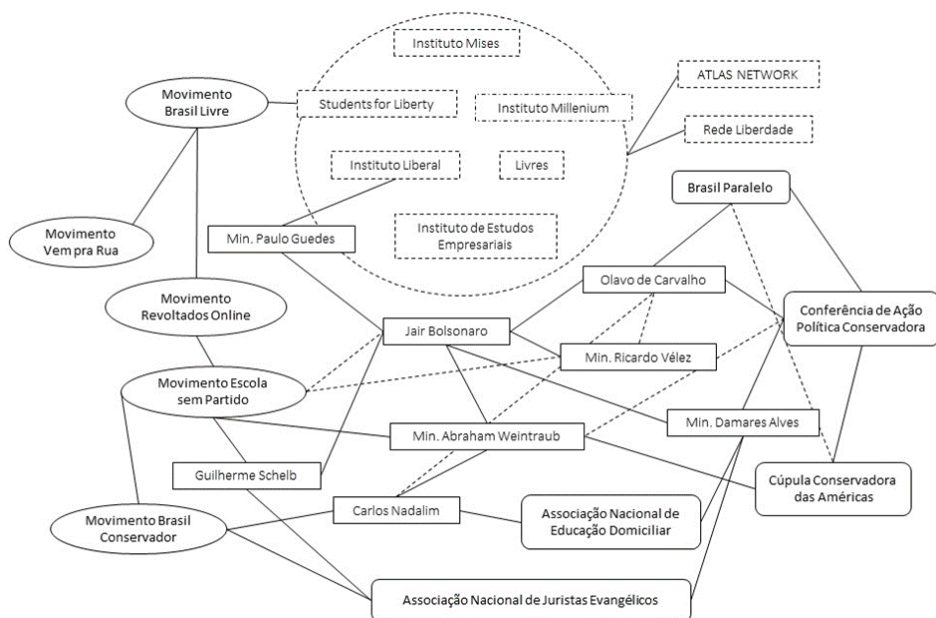 Instituto Mises
ATLAS NETWORK
Movimento
Brasil Livre
Students for Liberty
Instituto Millenium
Rede Liberdade
Instituto Liberal
Livres
Brasil Paralelo
Movimento
Vem pra Rua
Min. Paulo Guedes
Instituto de Estudos
Empresariais
Olavo de Carvalho
Movimento
Revoltados Online
Conferência de Ação
Política Conservadora
Jair Bolsonaro
Min. Ricardo Vélez
Movimento Escola
sem Partido
Min. Damares Alves
Min. Abraham Weintraub
Guilherme Schelb
Cúpula Conservadora
das Américas
Carlos Nadalim
Associação Nacional de
Educação Domiciliar
Movimento Brasil
Conservador
Associação Nacional de Juristas Evangélicos